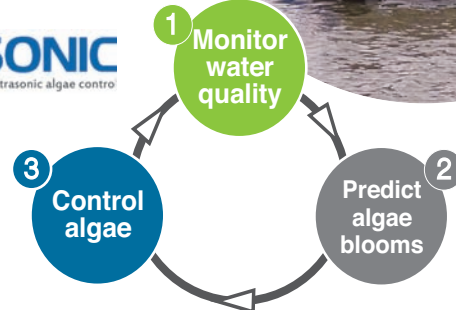 SONIC
trasonic algae contro
1
Monitor
water
quality
2
Predict
algae
blooms
3
Control
algae